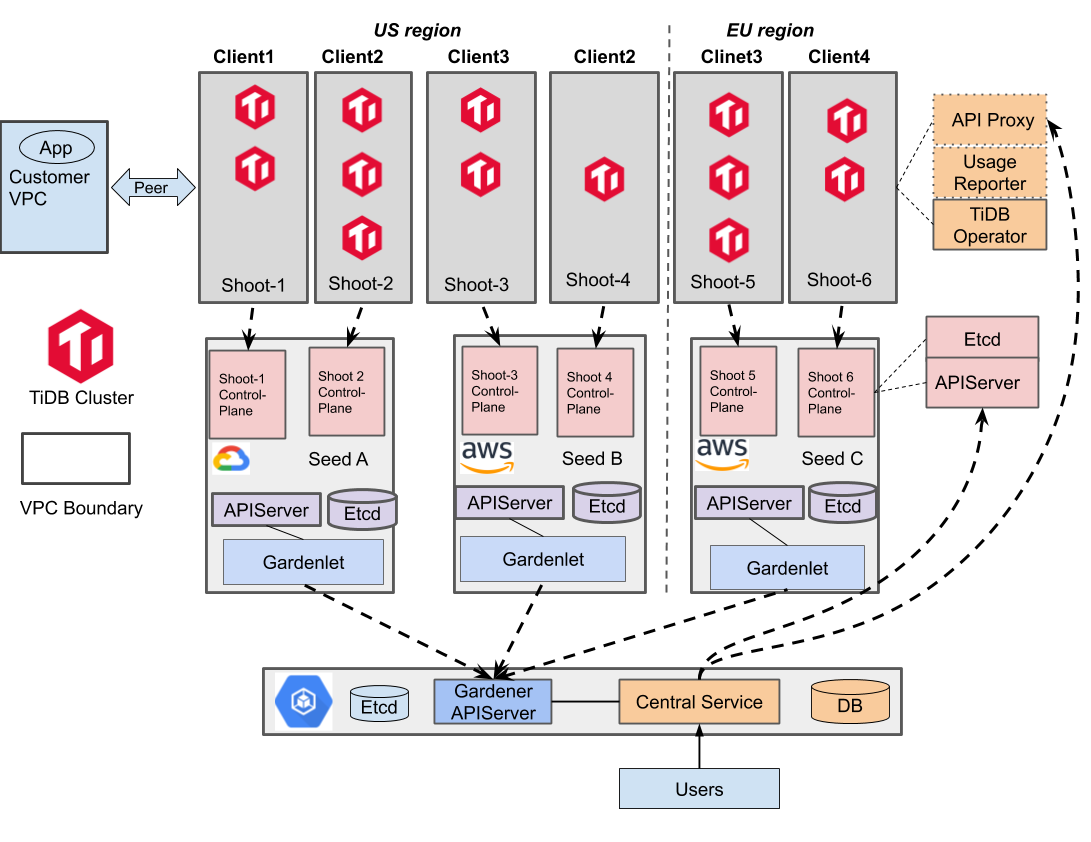 US region
EU region
Client1
Client2
Client3
Client2
Clinet3
Client4
App
Customer
VPC
Peer
Shoot-1
Shoot-2
Shoot-3
Shoot-4
Shoot-5
Shoot-6
API Proxy
Usage
Reporter
TiDB
Operator
TiDB Cluster
VPC Boundary
Shoot-1
Control-
Plane
Shoot 2
Control-
Plane
Seed A
APIServer
Etcd
Gardenlet
Shoot-3
Control-
Plane
Shoot 4
Control-
Plane
aws
Seed B
APIServer
Etcd
Gardenlet
Shoot 5
Control-
Plane
Shoot 6
Control-
Plane
aws
Seed C
APIServer
Etcd
Gardenlet
Etcd
APIServer
Etcd
Gardener
APIServer
Central Service
DB
Users